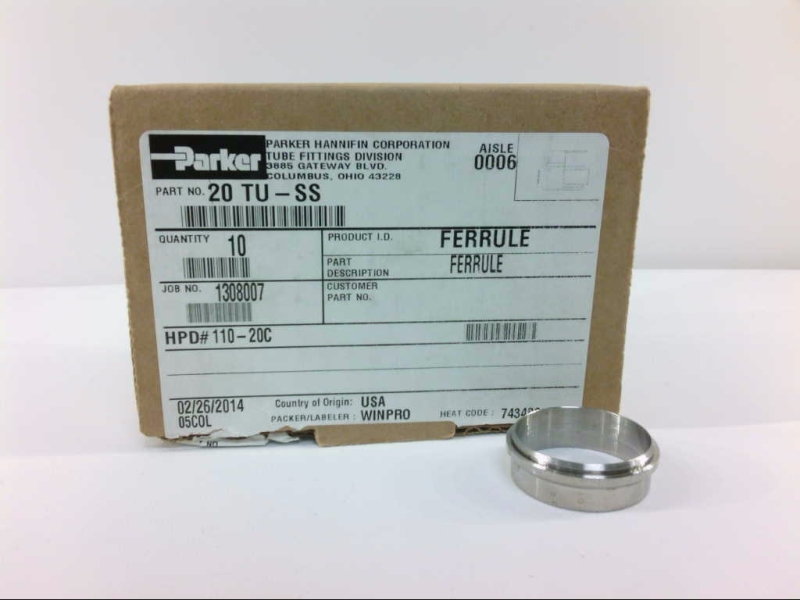 Parker
PARKER HANNIFIN CORPORATION
TUBE FITTINGS DIVISION
3885 GATEWAY BLVD.
COLUMBUS, OHIO 43228
AISLE
0006
PART NO. 20 TU-SS
QUANTITY 10
PRODUCT I.D. FERRULE
PART
DESCRIPTION FERRULE
JOB NO. 1308007
CUSTOMER
PART NO.
HPD# 110-20C
02/26/2014
05COL
Country of Origin: USA
PACKER/LABELER : WINPRO
HEAT CODE :